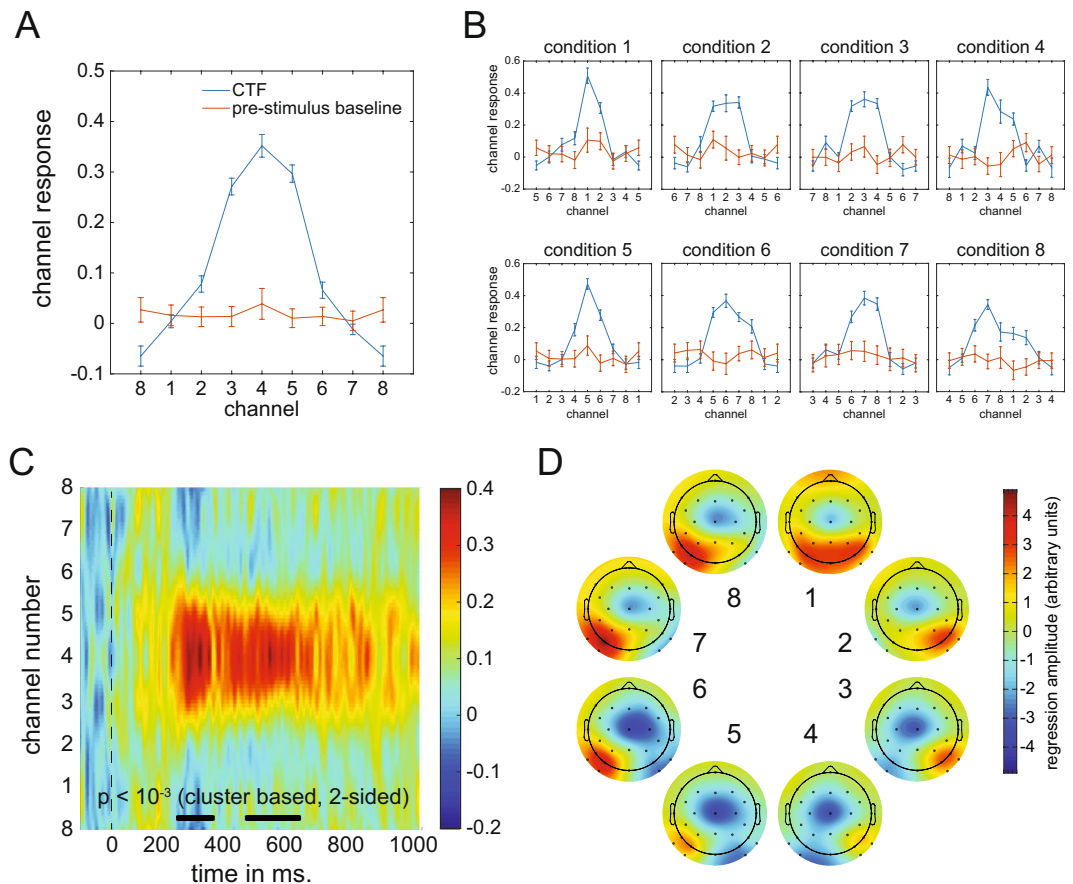 A
0.5
0.4
0.3
0.2
0.1
0
-0.1
channel response
CTF
pre-stimulus baseline
8 1 2 3 4 5 6 7 8
channel
B
condition 1
condition 2
condition 3
condition 4
0.6
0.4
0.2
0
-0.2
channel response
5 6 7 8 1 2 3 4 5
6 7 8 1 2 3 4 5 6
7 8 1 2 3 4 5 6 7
8 1 2 3 4 5 6 7 8
channel
channel
channel
channel
condition 5
condition 6
condition 7
condition 8
0.6
0.4
0.2
0
-0.2
channel response
1 2 3 4 5 6 7 8 1
2 3 4 5 6 7 8 1 2
3 4 5 6 7 8 1 2 3
4 5 6 7 8 1 2 3 4
channel
channel
channel
channel
C
8
7
6
5
4
3
2
1
8
channel number
p < 10-3 (cluster based, 2-sided)
0 200 400 600 800 1000
time in ms.
0.4
0.3
0.2
0.1
0
-0.1
-0.2
D
8 1
7 2
6 3
5 4
4
3
2
1
0
-1
-2
-3
-4
regression amplitude (arbitrary units)